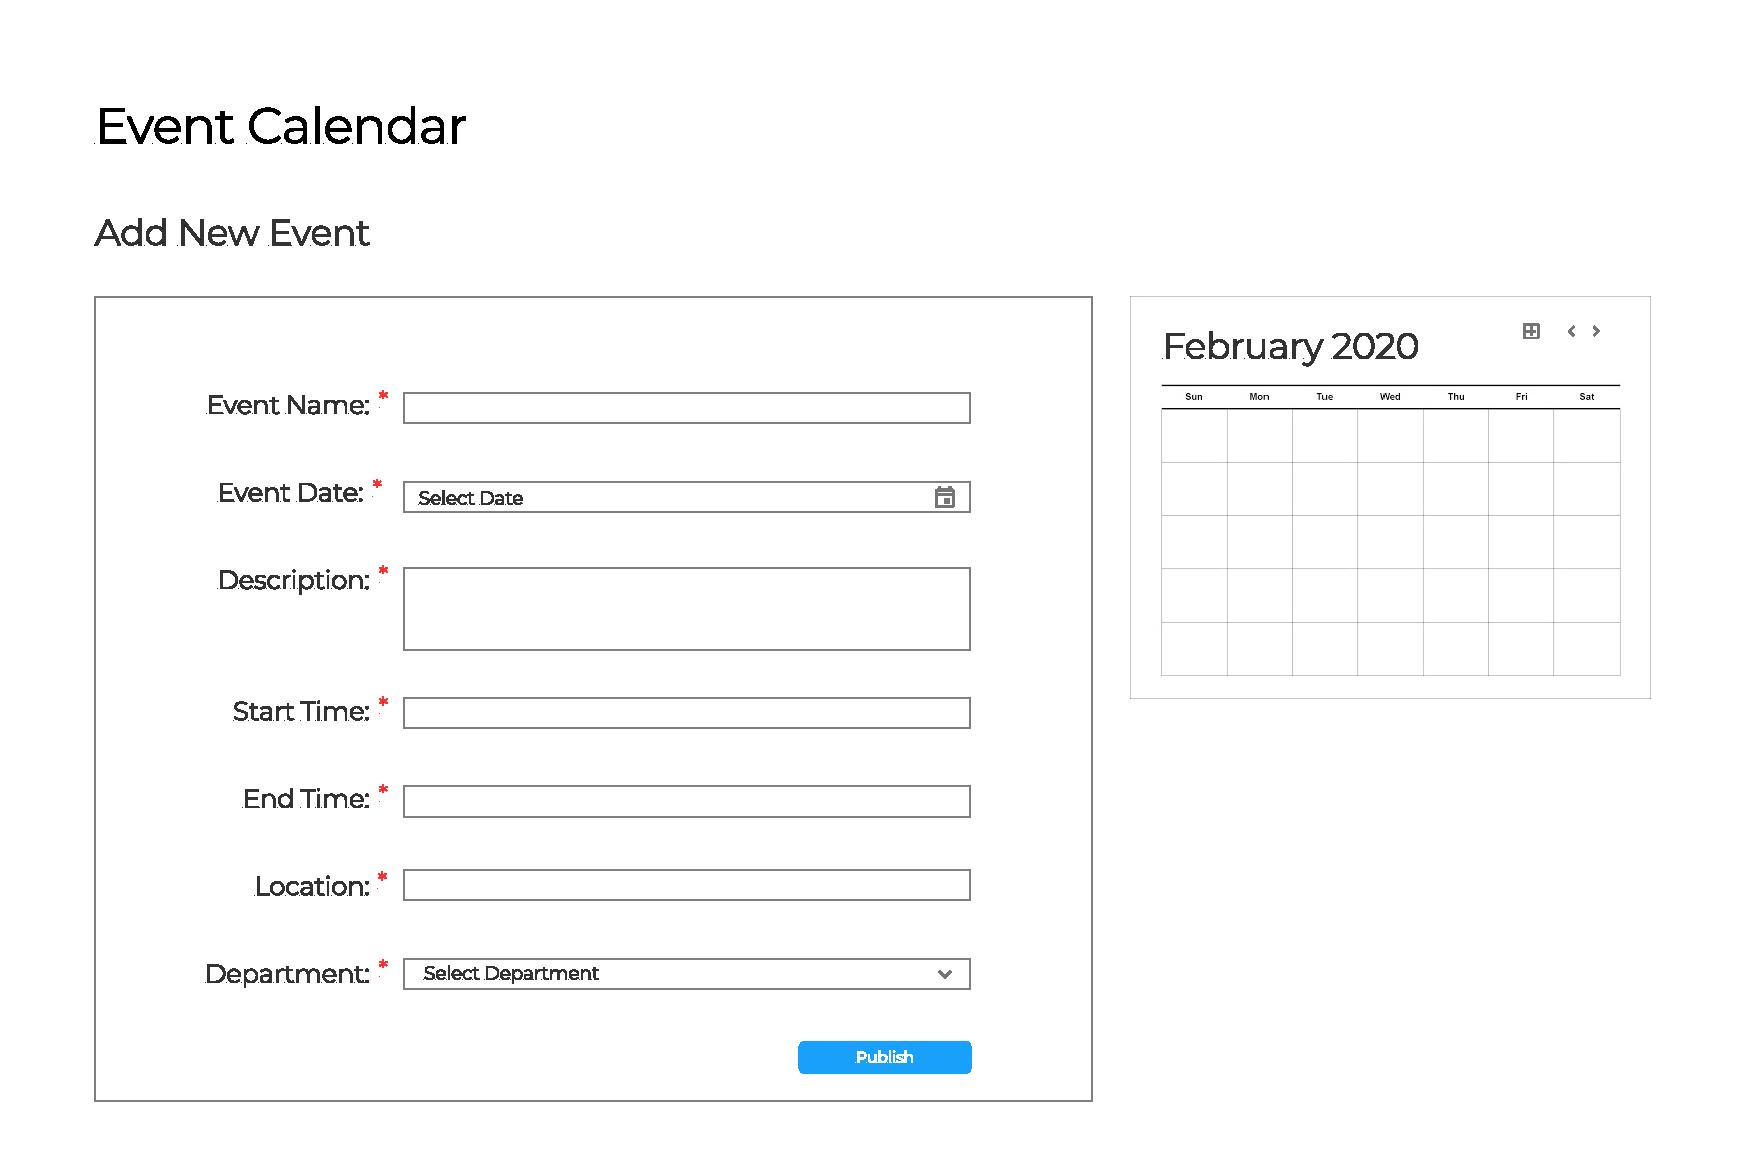 Event Calendar
Add New Event
Event Name: *
Event Date: * Select Date
Description: *
Start Time: *
End Time: *
Location: *
Department: * Select Department
Publish
February 2020
Sun Mon Tue Wed Thu Fri Sat